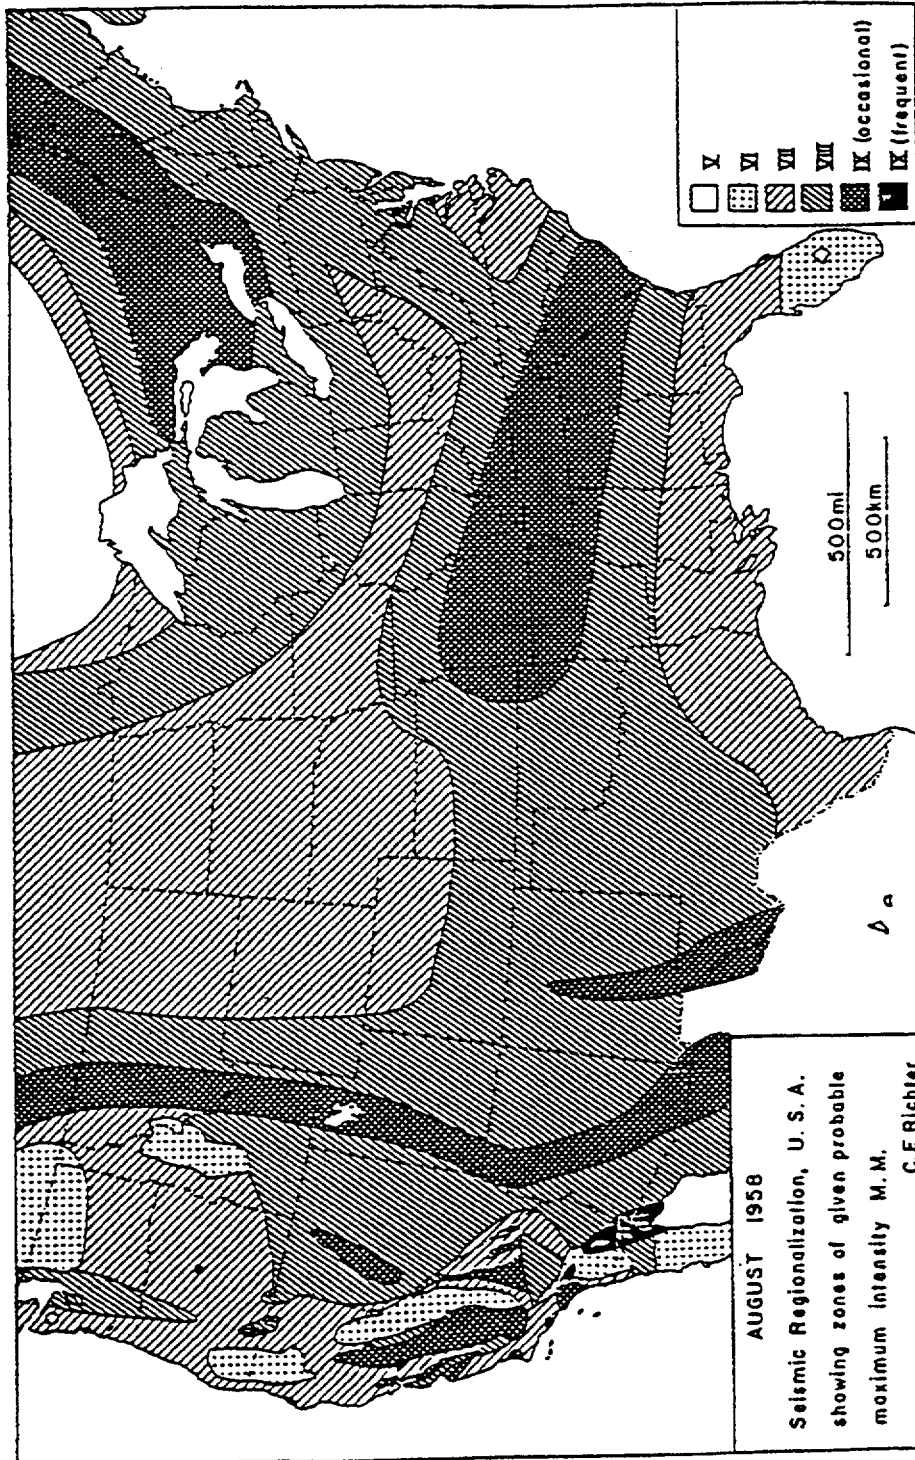 AUGUST 1958
Seismic Regionalization, U. S. A.
showing zones of given probable
maximum intensity M. M.
C. F. Richter
500mi
500km
V
VI
VII
VIII
IX (occasional)
IX (frequent)